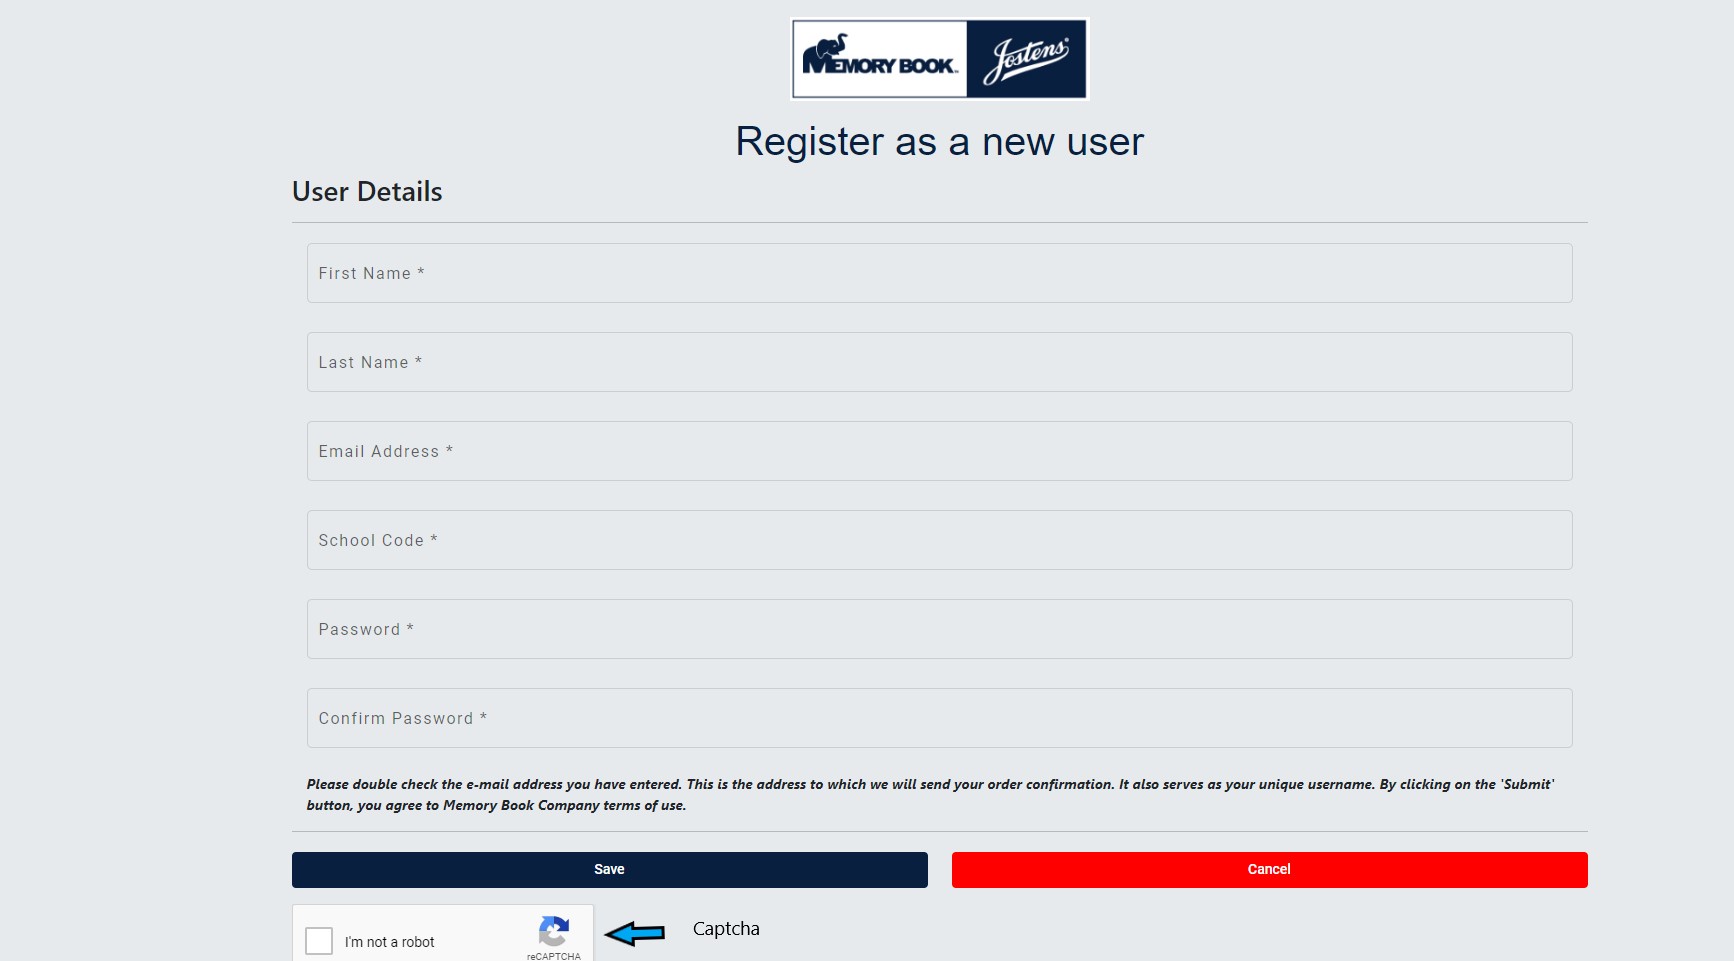 MEMORY BOOK™ Jostens®
Register as a new user
User Details
First Name *
Last Name *
Email Address *
School Code *
Password *
Confirm Password *
Please double check the e-mail address you have entered. This is the address to which we will send your order confirmation. It also serves as your unique username. By clicking on the 'Submit'
button, you agree to Memory Book Company terms of use.
Save Cancel
I'm not a robot
reCAPTCHA
Captcha